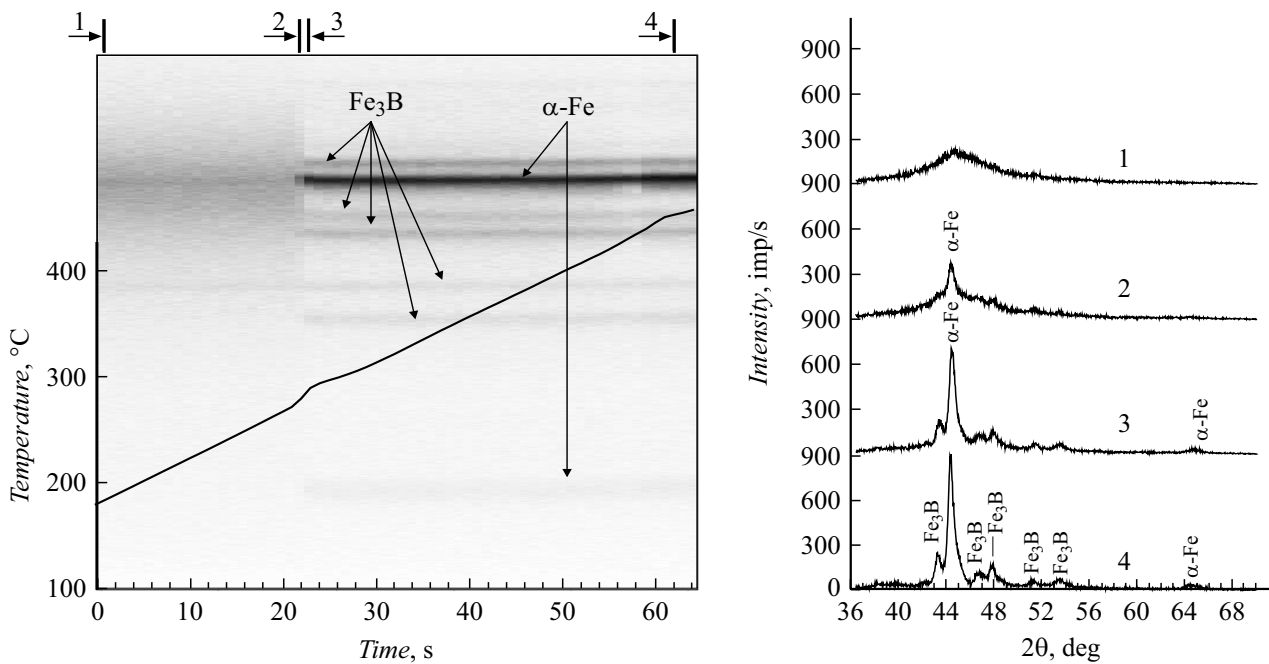 1 2 3 4
Fe₃B α-Fe
400
300
200
100
Temperature, °C
0 10 20 30 40 50 60
Time, s
900
600
300
1
900
α-Fe
600
300
2
900
α-Fe
600
300
3
α-Fe
900
600
300
Fe₃B Fe₃B Fe₃B Fe₃B Fe₃B
4
α-Fe
0
Intensity, imp/s
36 40 44 48 52 56 60 64 68
2θ, deg